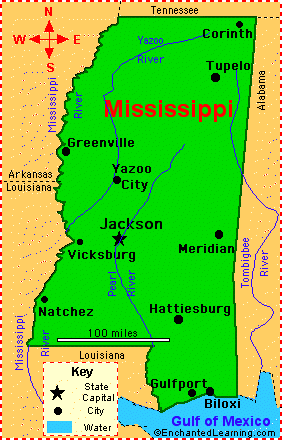 Tennessee
N
W E
S
Corinth
Yazoo
River
Tupelo
Alabama
Mississippi
River
Mississippi
Greenville
Arkansas
Louisiana
Yazoo
City
Jackson
Vicksburg
Meridian
Tombigbee
River
Pearl
River
Natchez
Hattiesburg
100 miles
Mississippi
River
Louisiana
Key
State
Capital
City
Water
Gulfport
Biloxi
Gulf of Mexico
©EnchantedLearning.com